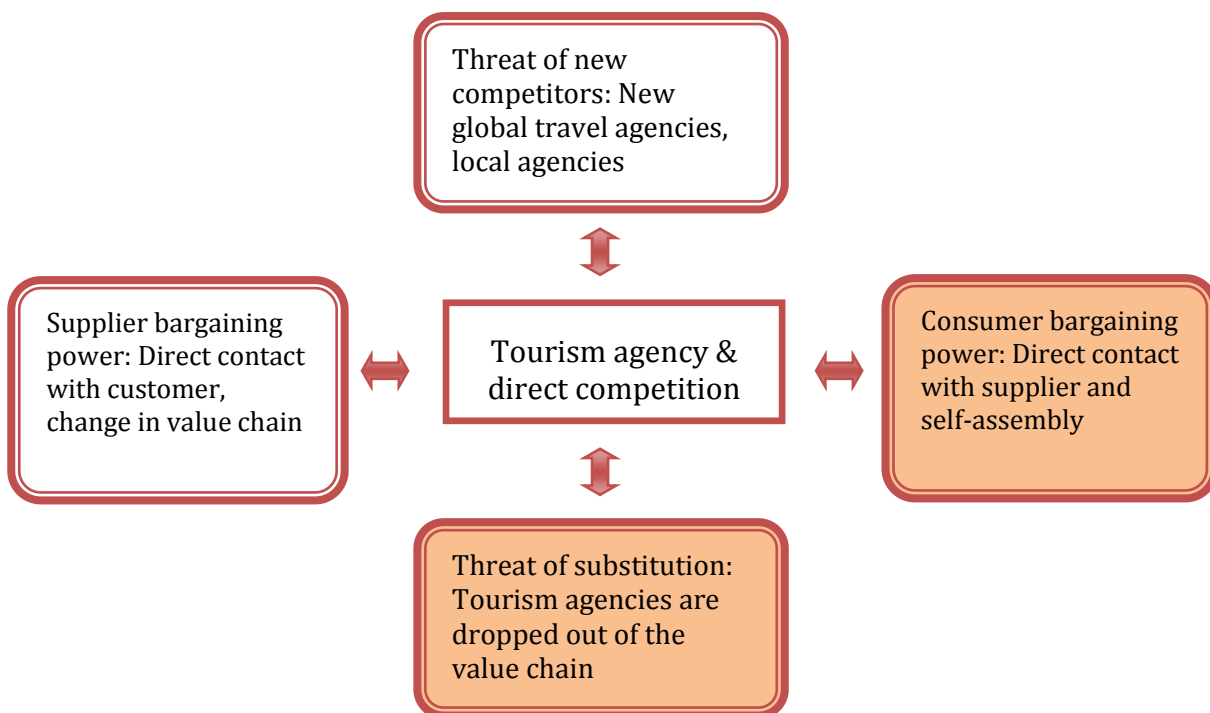 Threat of new
competitors: New
global travel agencies,
local agencies
Supplier bargaining
power: Direct contact
with customer,
change in value chain
Tourism agency &
direct competition
Consumer bargaining
power: Direct contact
with supplier and
self-assembly
Threat of substitution:
Tourism agencies are
dropped out of the
value chain